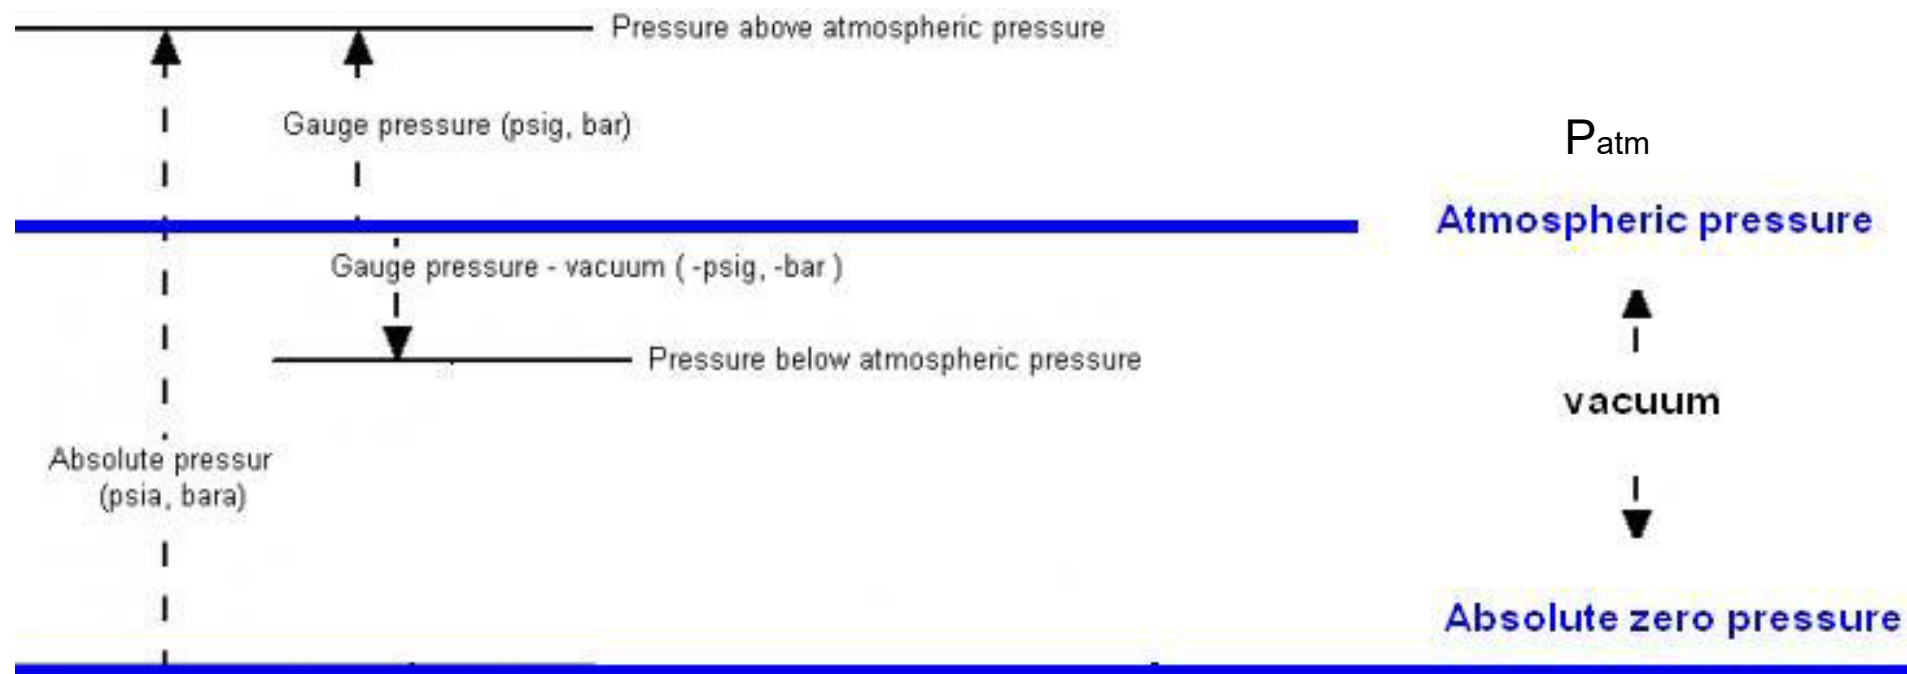 Pressure above atmospheric pressure
Gauge pressure (psig, bar)
Patm
Atmospheric pressure
Gauge pressure - vacuum ( -psig, -bar )
Pressure below atmospheric pressure
vacuum
Absolute pressur
(psia, bara)
Absolute zero pressure